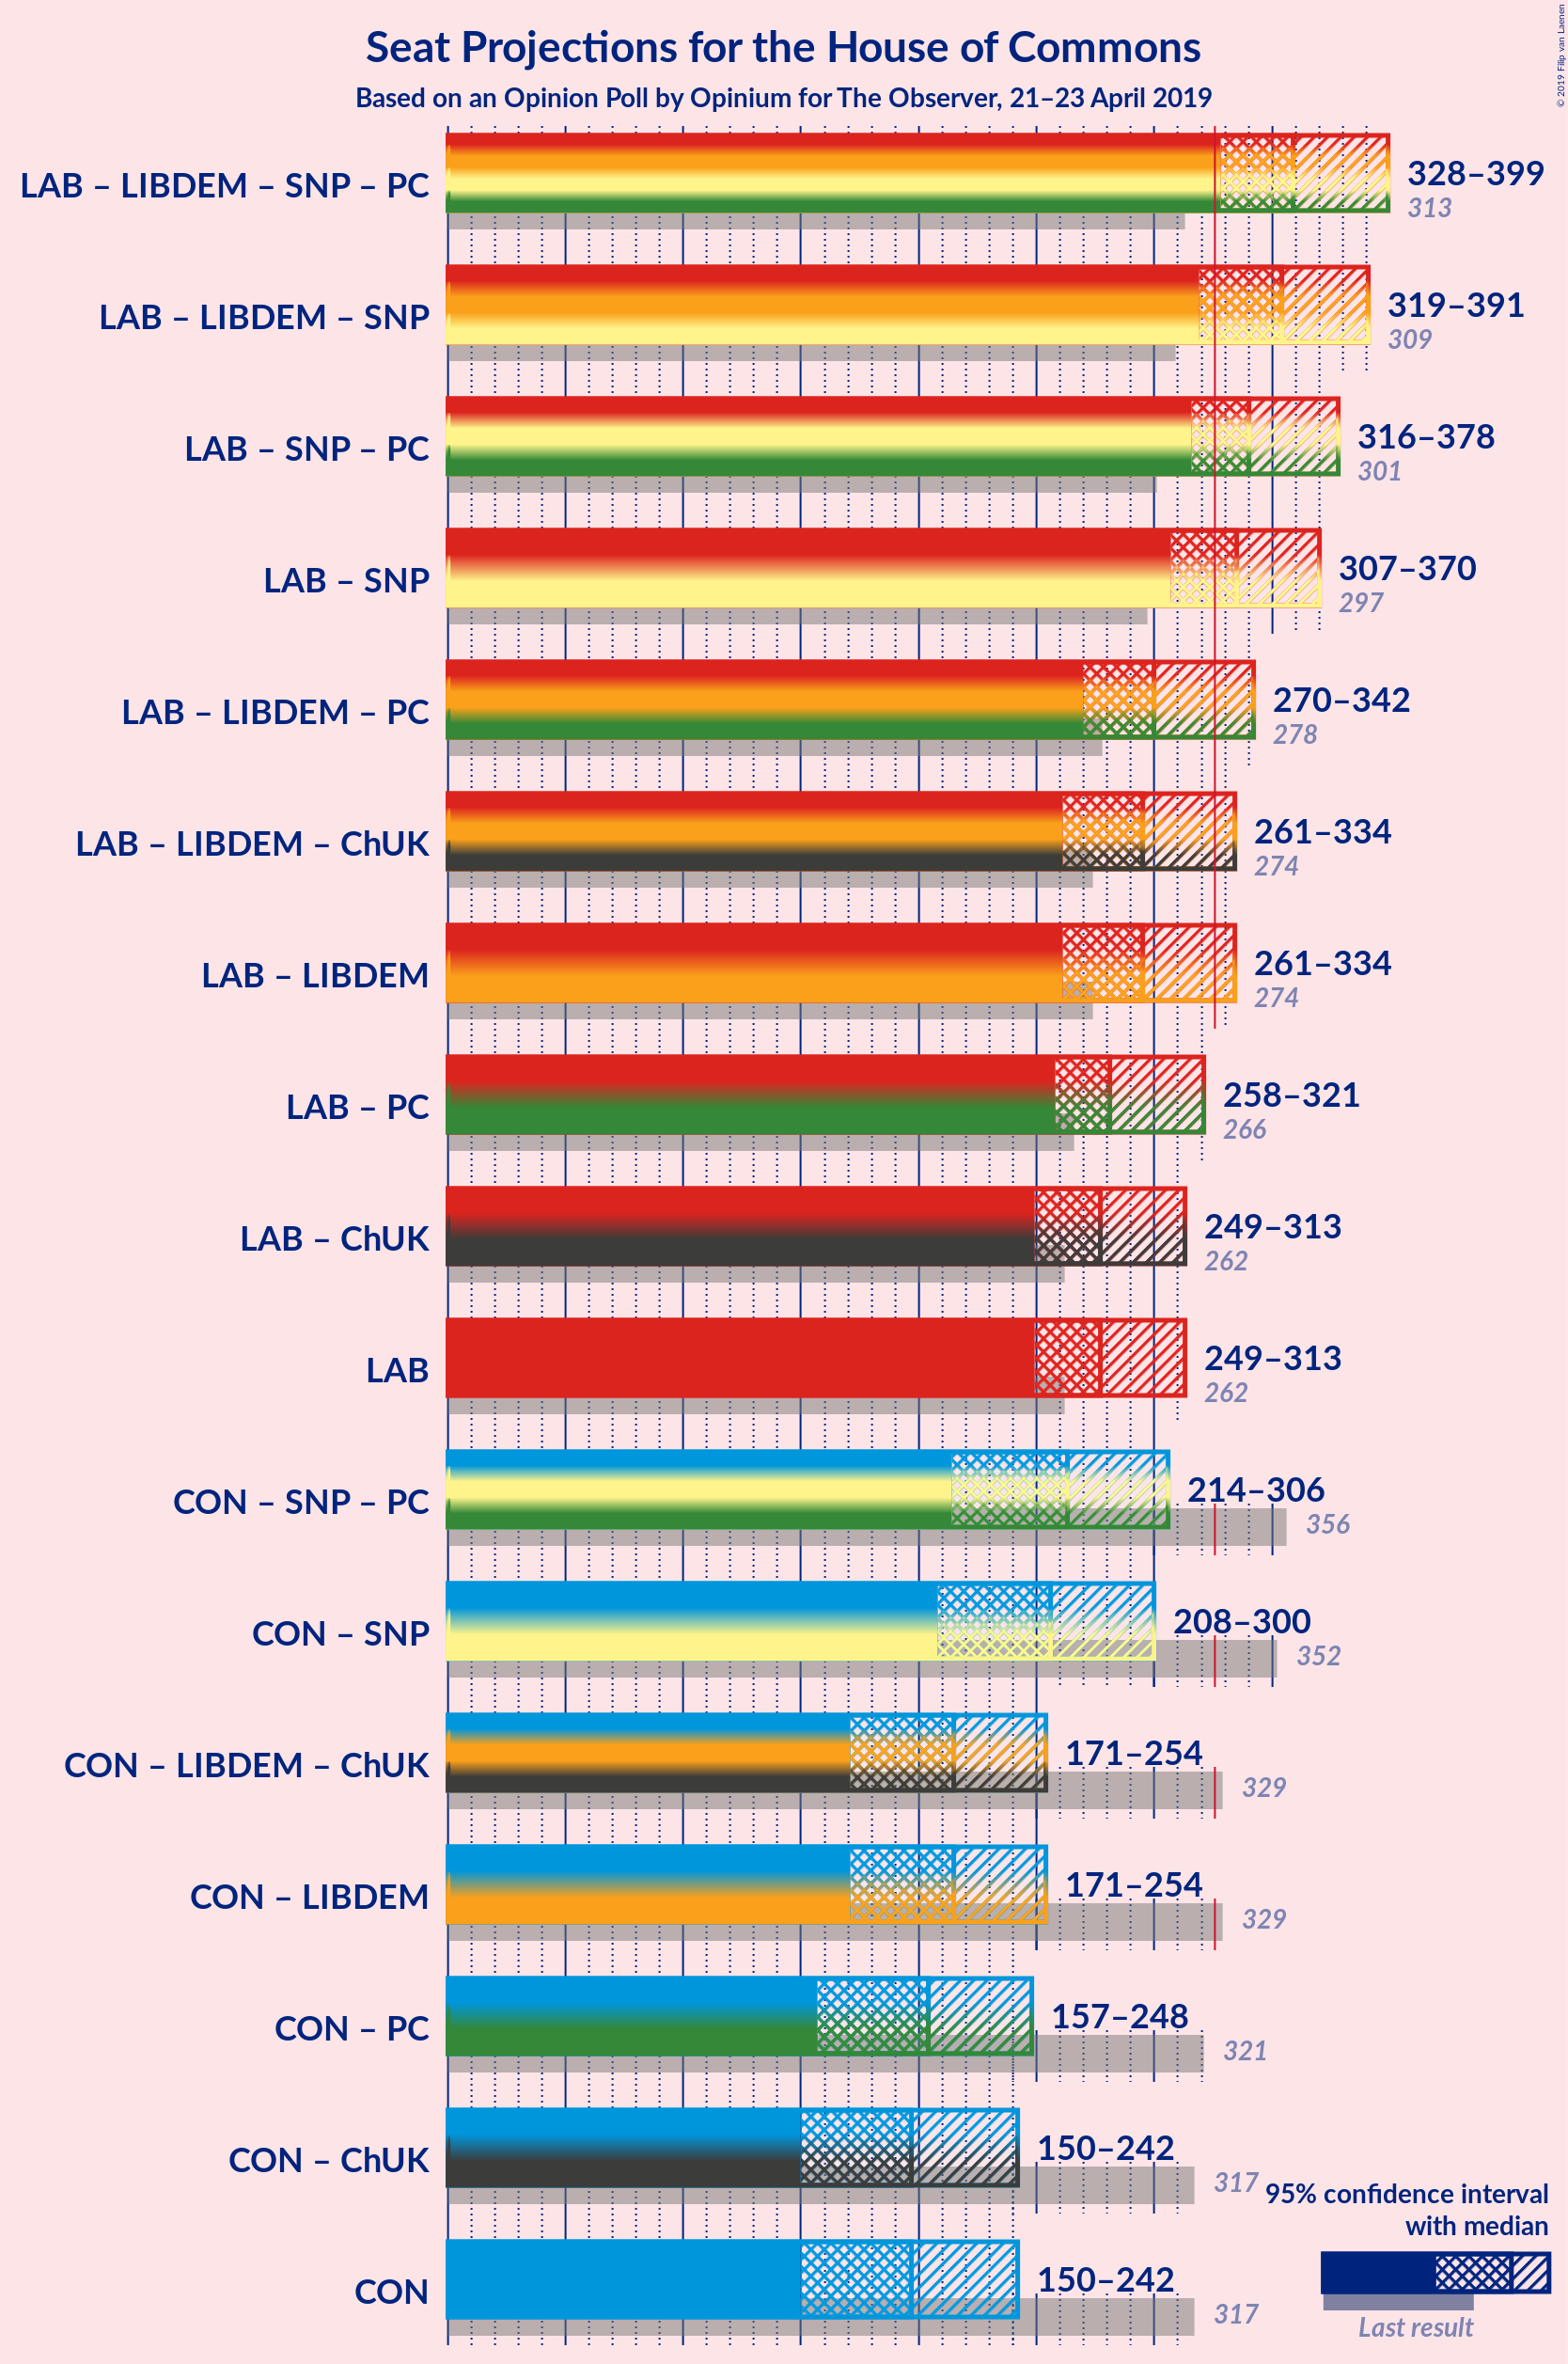 Seat Projections for the House of Commons
Based on an Opinion Poll by Opinium for The Observer, 21–23 April 2019
© 2019 Filip van Laenen
LAB – LIBDEM – SNP – PC
328–399
313
LAB – LIBDEM – SNP
319–391
309
LAB – SNP – PC
316–378
301
LAB – SNP
307–370
297
LAB – LIBDEM – PC
270–342
278
LAB – LIBDEM – ChUK
261–334
274
LAB – LIBDEM
261–334
274
LAB – PC
258–321
266
LAB – ChUK
249–313
262
LAB
249–313
262
CON – SNP – PC
214–306
356
CON – SNP
208–300
352
CON – LIBDEM – ChUK
171–254
329
CON – LIBDEM
171–254
329
CON – PC
157–248
321
CON – ChUK
150–242
317
CON
150–242
317
95% confidence interval
with median
Last result